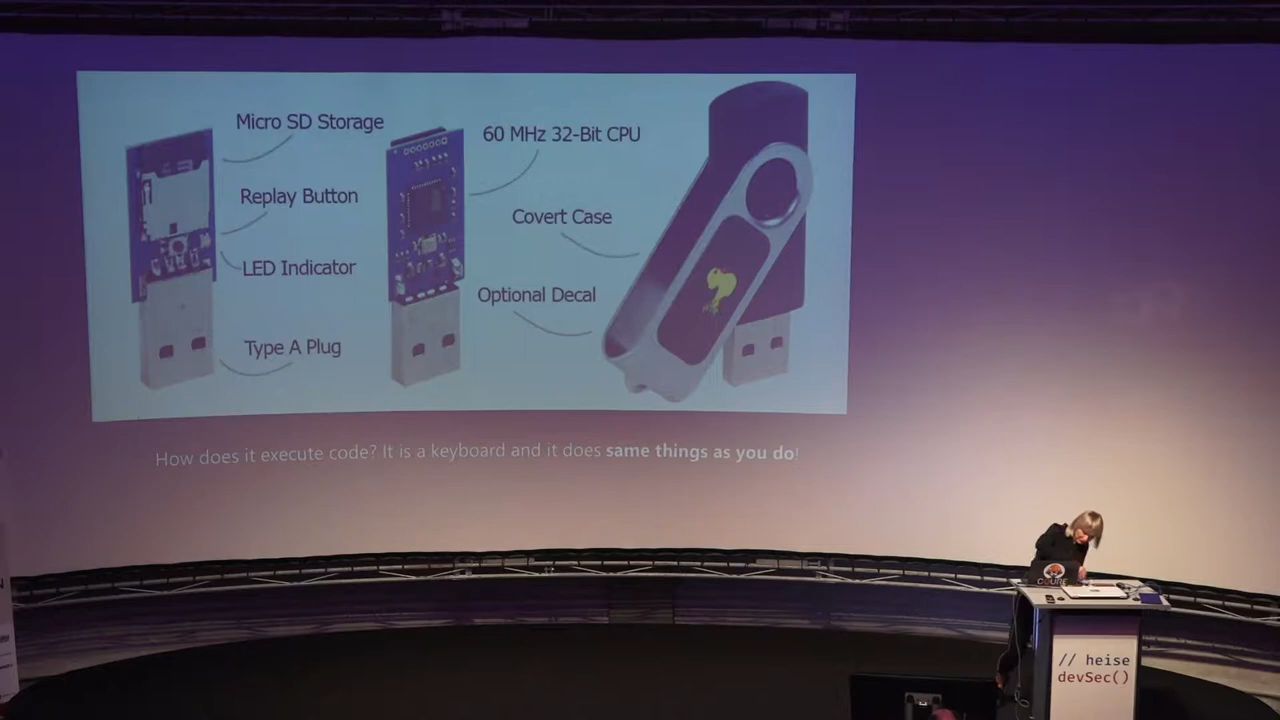 Micro SD Storage
60 MHz 32-Bit CPU
Replay Button
Covert Case
LED Indicator
Optional Decal
Type A Plug
How does it execute code? It is a keyboard and it does same things as you do!
CQURE
// heise
devSec()